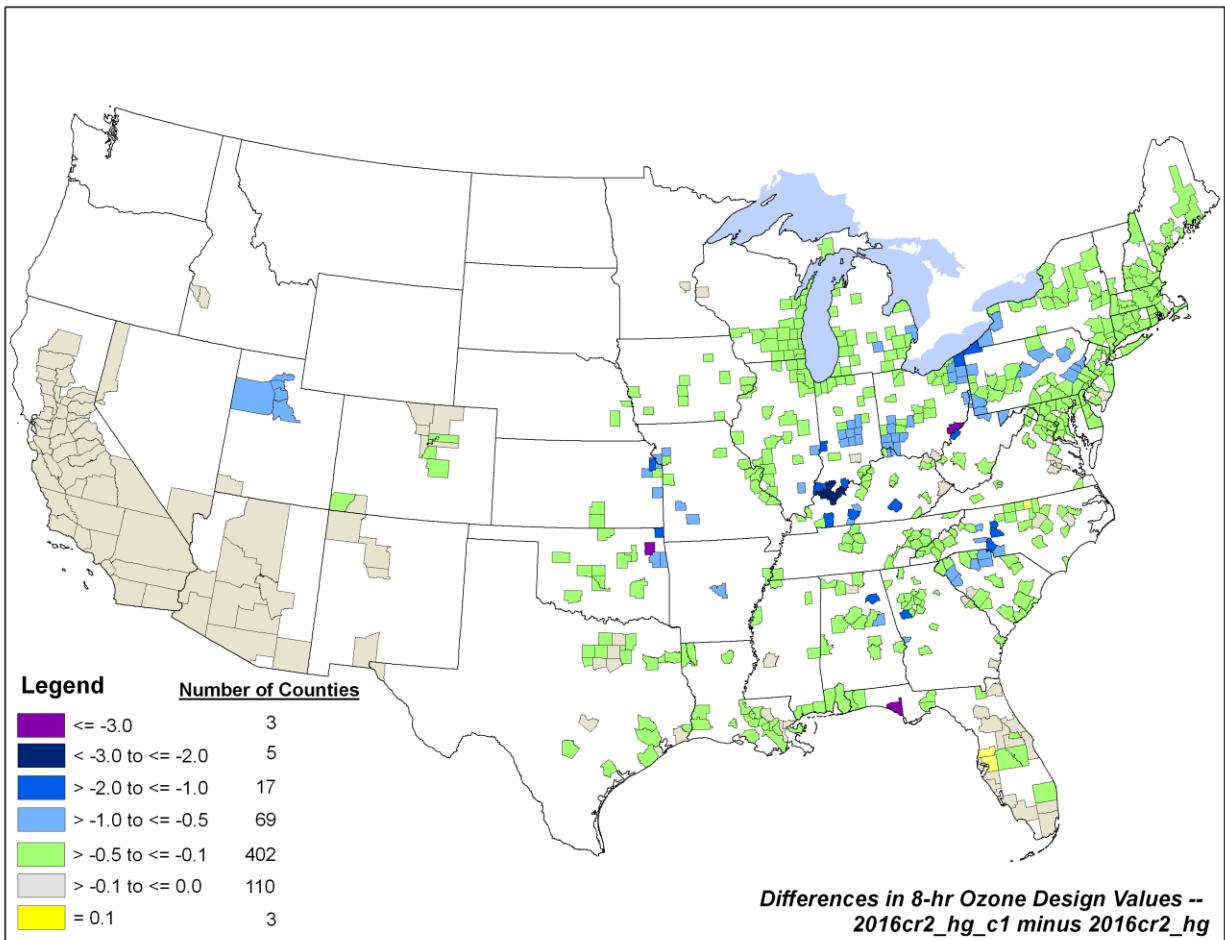 Legend
Number of Counties
<= -3.0 3
< -3.0 to <= -2.0 5
> -2.0 to <= -1.0 17
> -1.0 to <= -0.5 69
> -0.5 to <= -0.1 402
> -0.1 to <= 0.0 110
= 0.1 3
Differences in 8-hr Ozone Design Values --
2016cr2_hg_c1 minus 2016cr2_hg